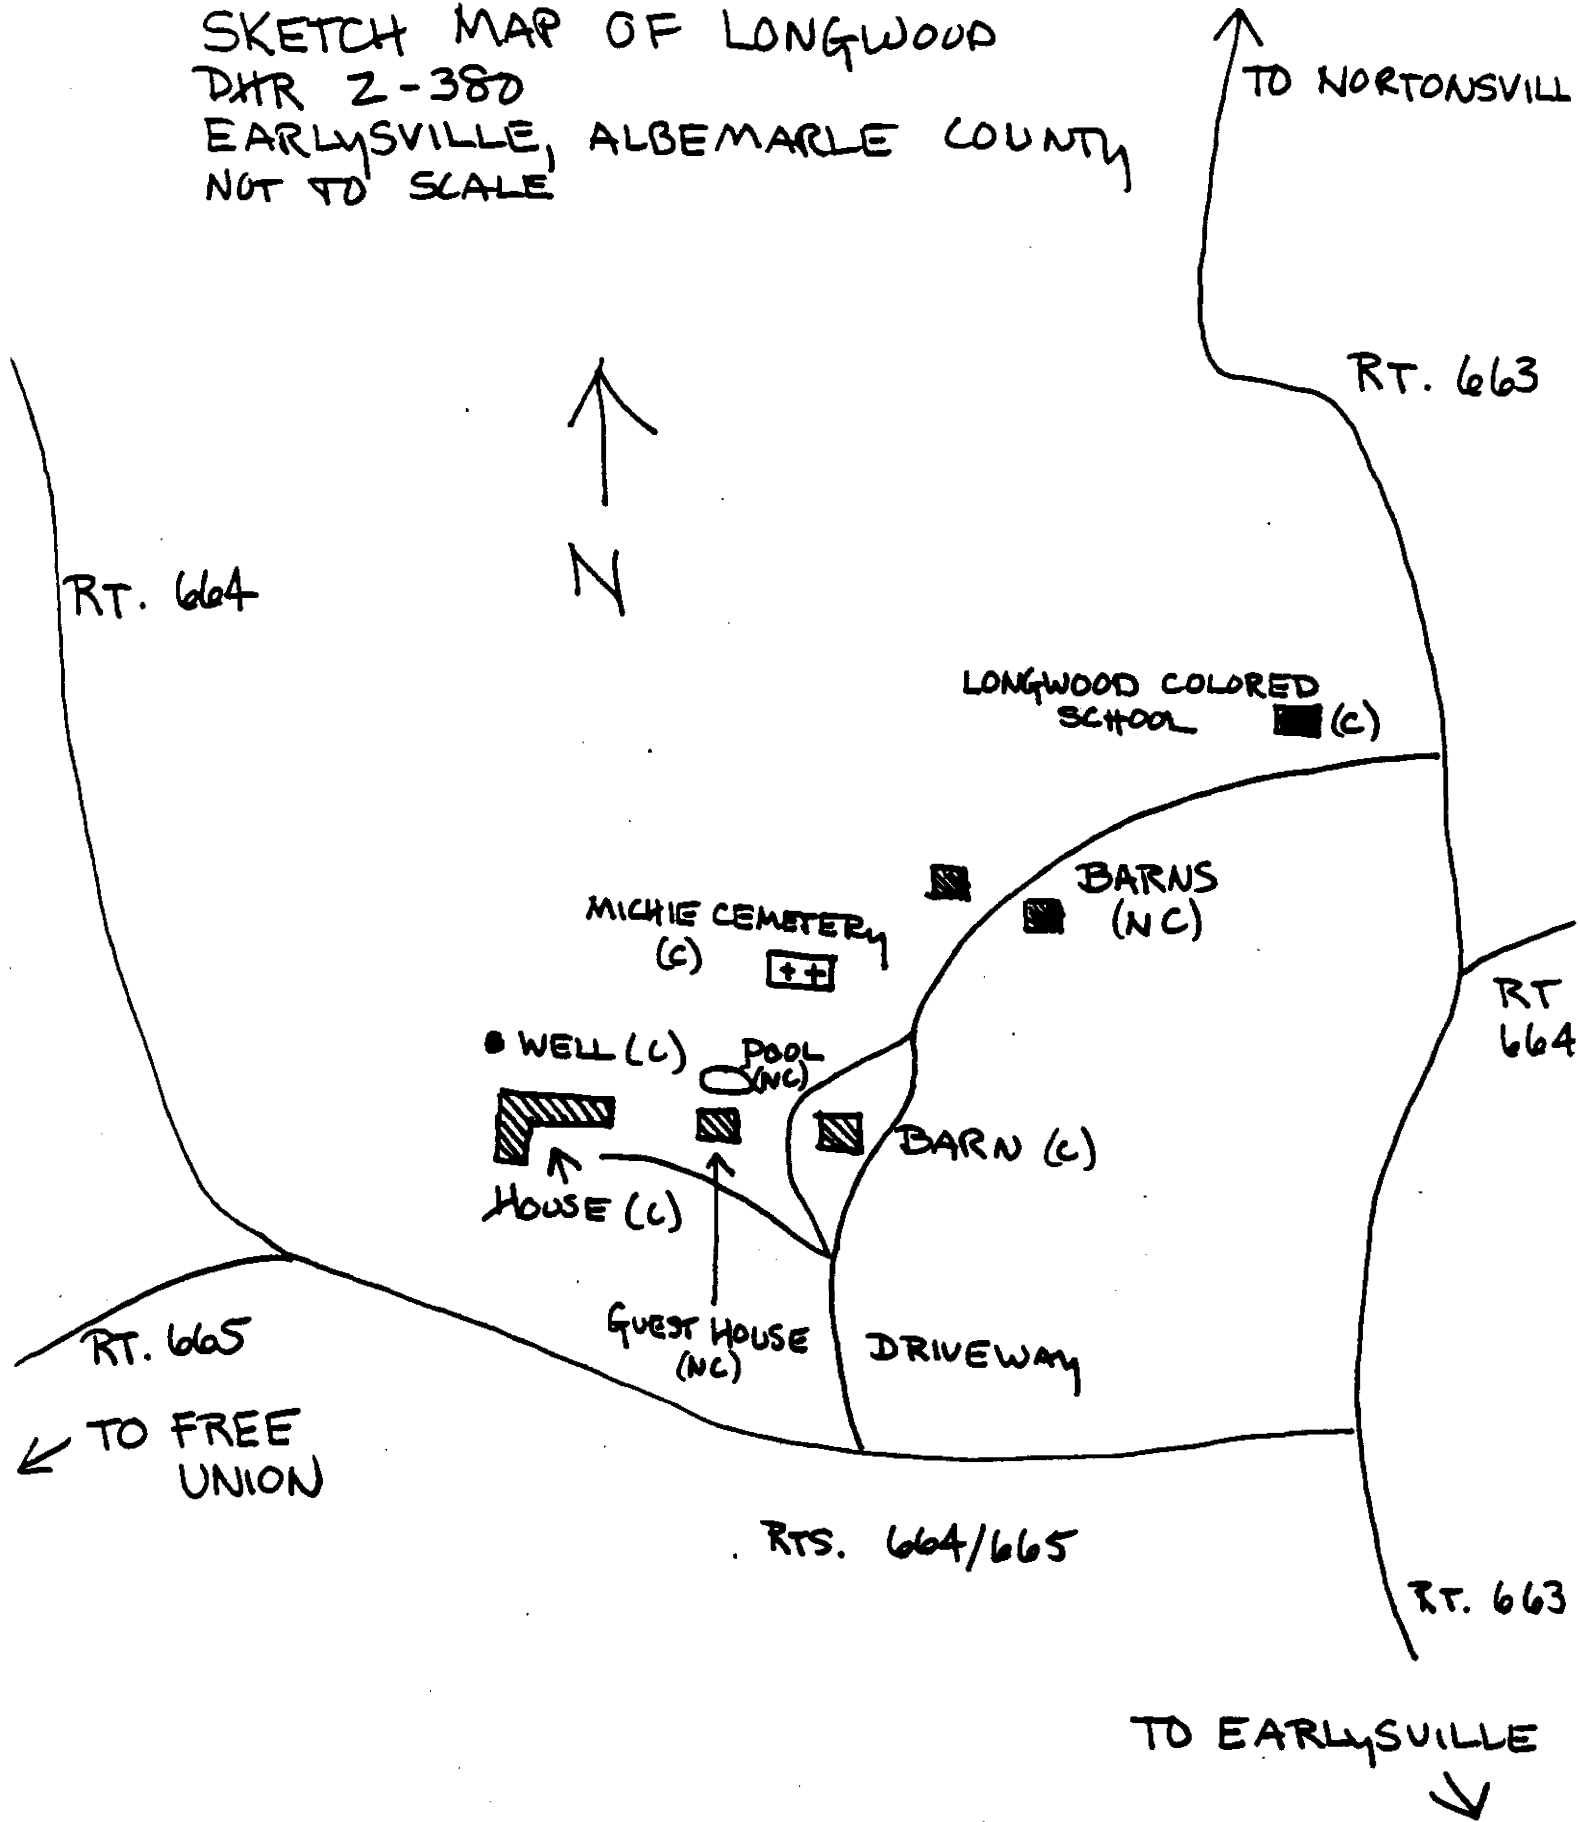 SKETCH MAP OF LONGWOOD
DHR 2-380
EARLYSVILLE, ALBEMARLE COUNTY
NOT TO SCALE
TO NORTONSVILL
RT. 663
N
RT. 664
LONGWOOD COLORED
SCHOOL (C)
BARNS
(NC)
MICHIE CEMETERY
(C)
RT
664
WELL (C)
POOL
(NC)
BARN (C)
HOUSE (C)
GUEST HOUSE
(NC)
DRIVEWAY
RT. 665
TO FREE
UNION
RTS. 664/665
RT. 663
TO EARLYSVILLE